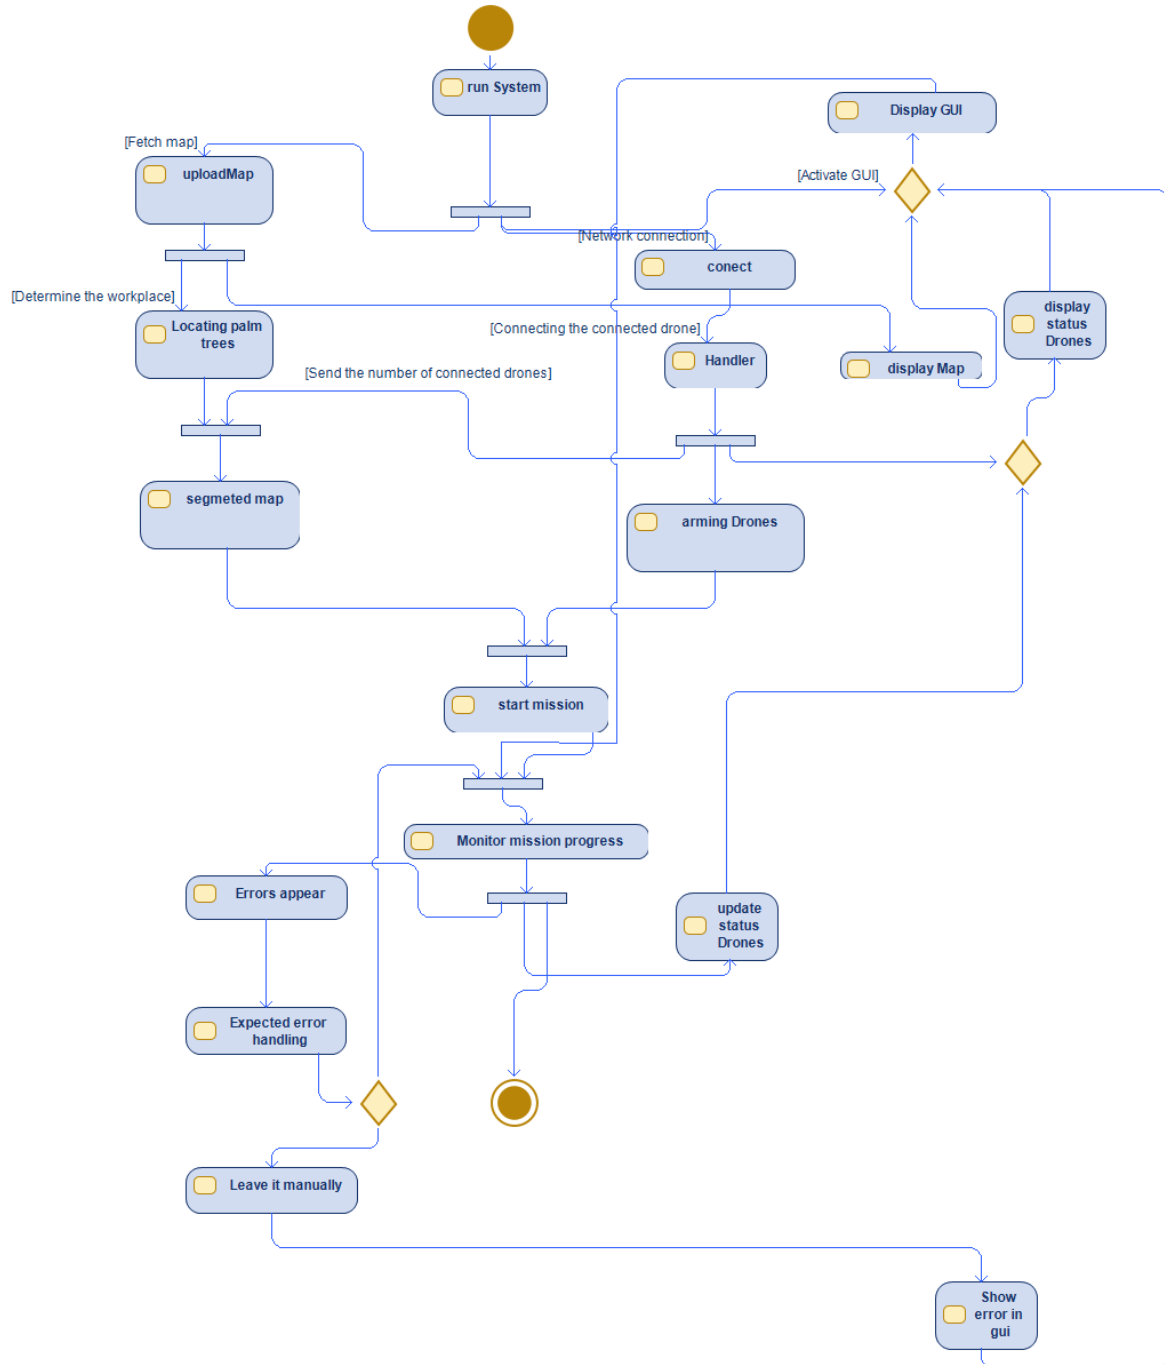 run System
Display GUI
[Fetch map]
uploadMap
[Activate GUI]
[Network connection]
conect
[Determine the workplace]
Locating palm
trees
[Connecting the connected drone]
Handler
display Map
display
status
Drones
[Send the number of connected drones]
segmeted map
arming Drones
start mission
Monitor mission progress
Errors appear
update
status
Drones
Expected error
handling
Leave it manually
Show
error in
gui